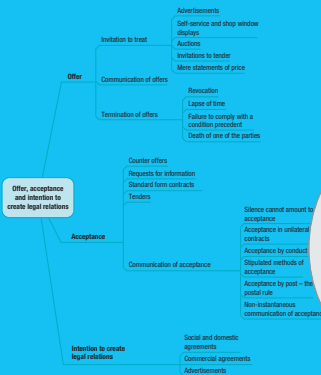 Advertisements
Self-service and shop window
displays
Invitation to treat
Auctions
Invitations to tender
Mere statements of price
Offer
Communication of offers
Revocation
Lapse of time
Termination of offers
Failure to comply with a
condition precedent
Death of one of the parties
Offer, acceptance
and intention to
create legal relations
Counter offers
Requests for information
Standard form contracts
Tenders
Acceptance
Silence cannot amount to
acceptance
Acceptance in unilateral
contracts
Acceptance by conduct
Communication of acceptance
Stipulated methods of
acceptance
Acceptance by post – the
postal rule
Non-instantaneous
communication of
Intention to create
legal relations
Social and domestic
agreements
Commercial agreements
Advertisements